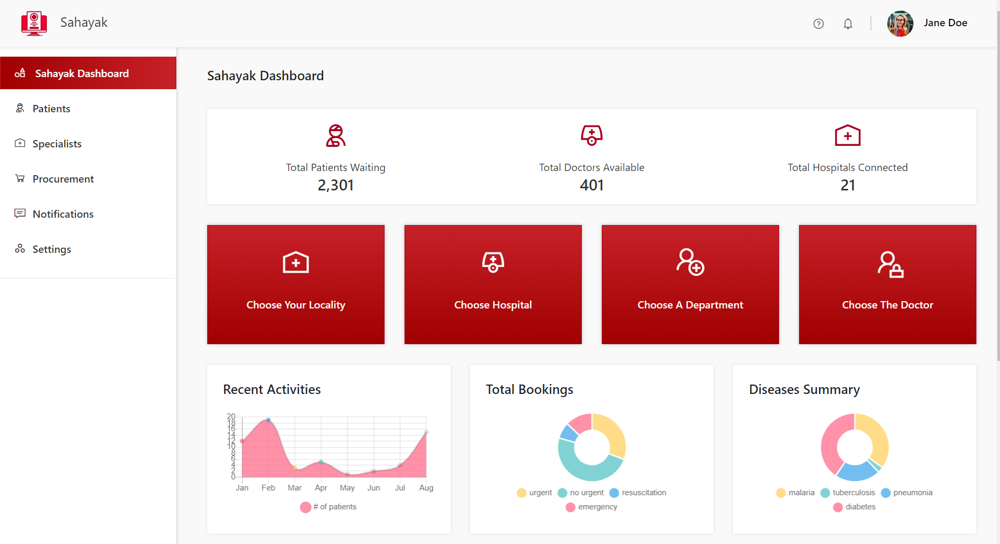 Sahayak
Jane Doe
Sahayak Dashboard
Patients
Specialists
Procurement
Notifications
Settings
Sahayak Dashboard
Total Patients Waiting
2,301
Total Doctors Available
401
Total Hospitals Connected
21
Choose Your Locality
Choose Hospital
Choose A Department
Choose The Doctor
Recent Activities
20
18
16
14
12
10
8
6
4
2
0
Jan Feb Mar Apr May Jun Jul Aug
# of patients
Total Bookings
urgent no urgent resuscitation
emergency
Diseases Summary
malaria tuberculosis pneumonia
diabetes